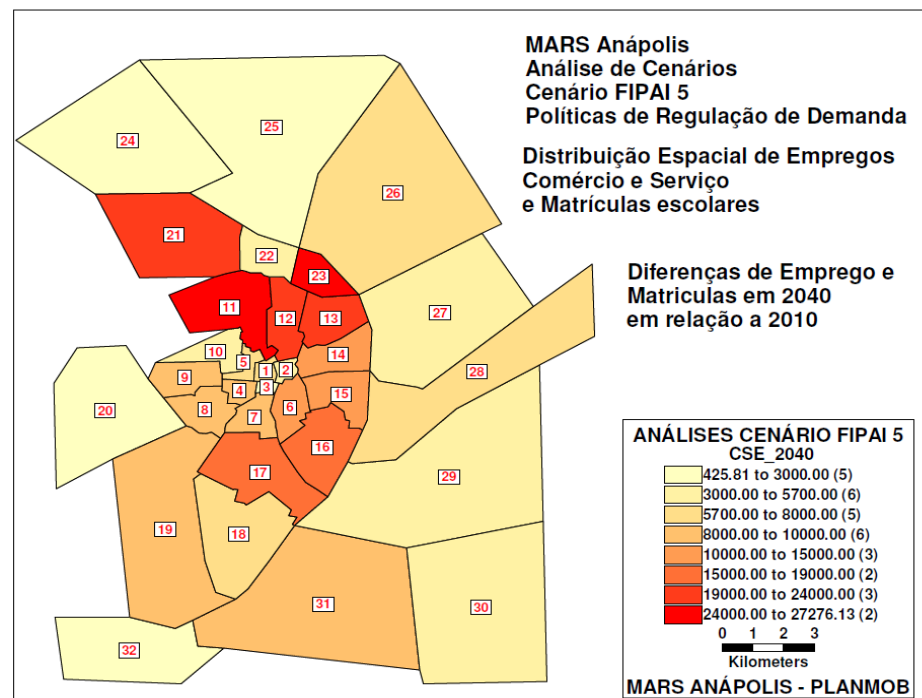 MARS Anápolis
Análise de Cenários
Cenário FIPAI 5
Políticas de Regulação de Demanda
Distribuição Espacial de Empregos
Comércio e Serviço
e Matrículas escolares
Diferenças de Emprego e
Matriculas em 2040
em relação a 2010
25
24
26
21
22
23
11
12
13
27
10
5
1
2
14
28
9
4
3
20
8
7
6
15
16
17
29
19
18
31
30
32
ANÁLISES CENÁRIO FIPAI 5
CSE_2040
425.81 to 3000.00 (5)
3000.00 to 5700.00 (6)
5700.00 to 8000.00 (5)
8000.00 to 10000.00 (6)
10000.00 to 15000.00 (3)
15000.00 to 19000.00 (2)
19000.00 to 24000.00 (3)
24000.00 to 27276.13 (2)
0 1 2 3
Kilometers
MARS ANÁPOLIS - PLANMOB